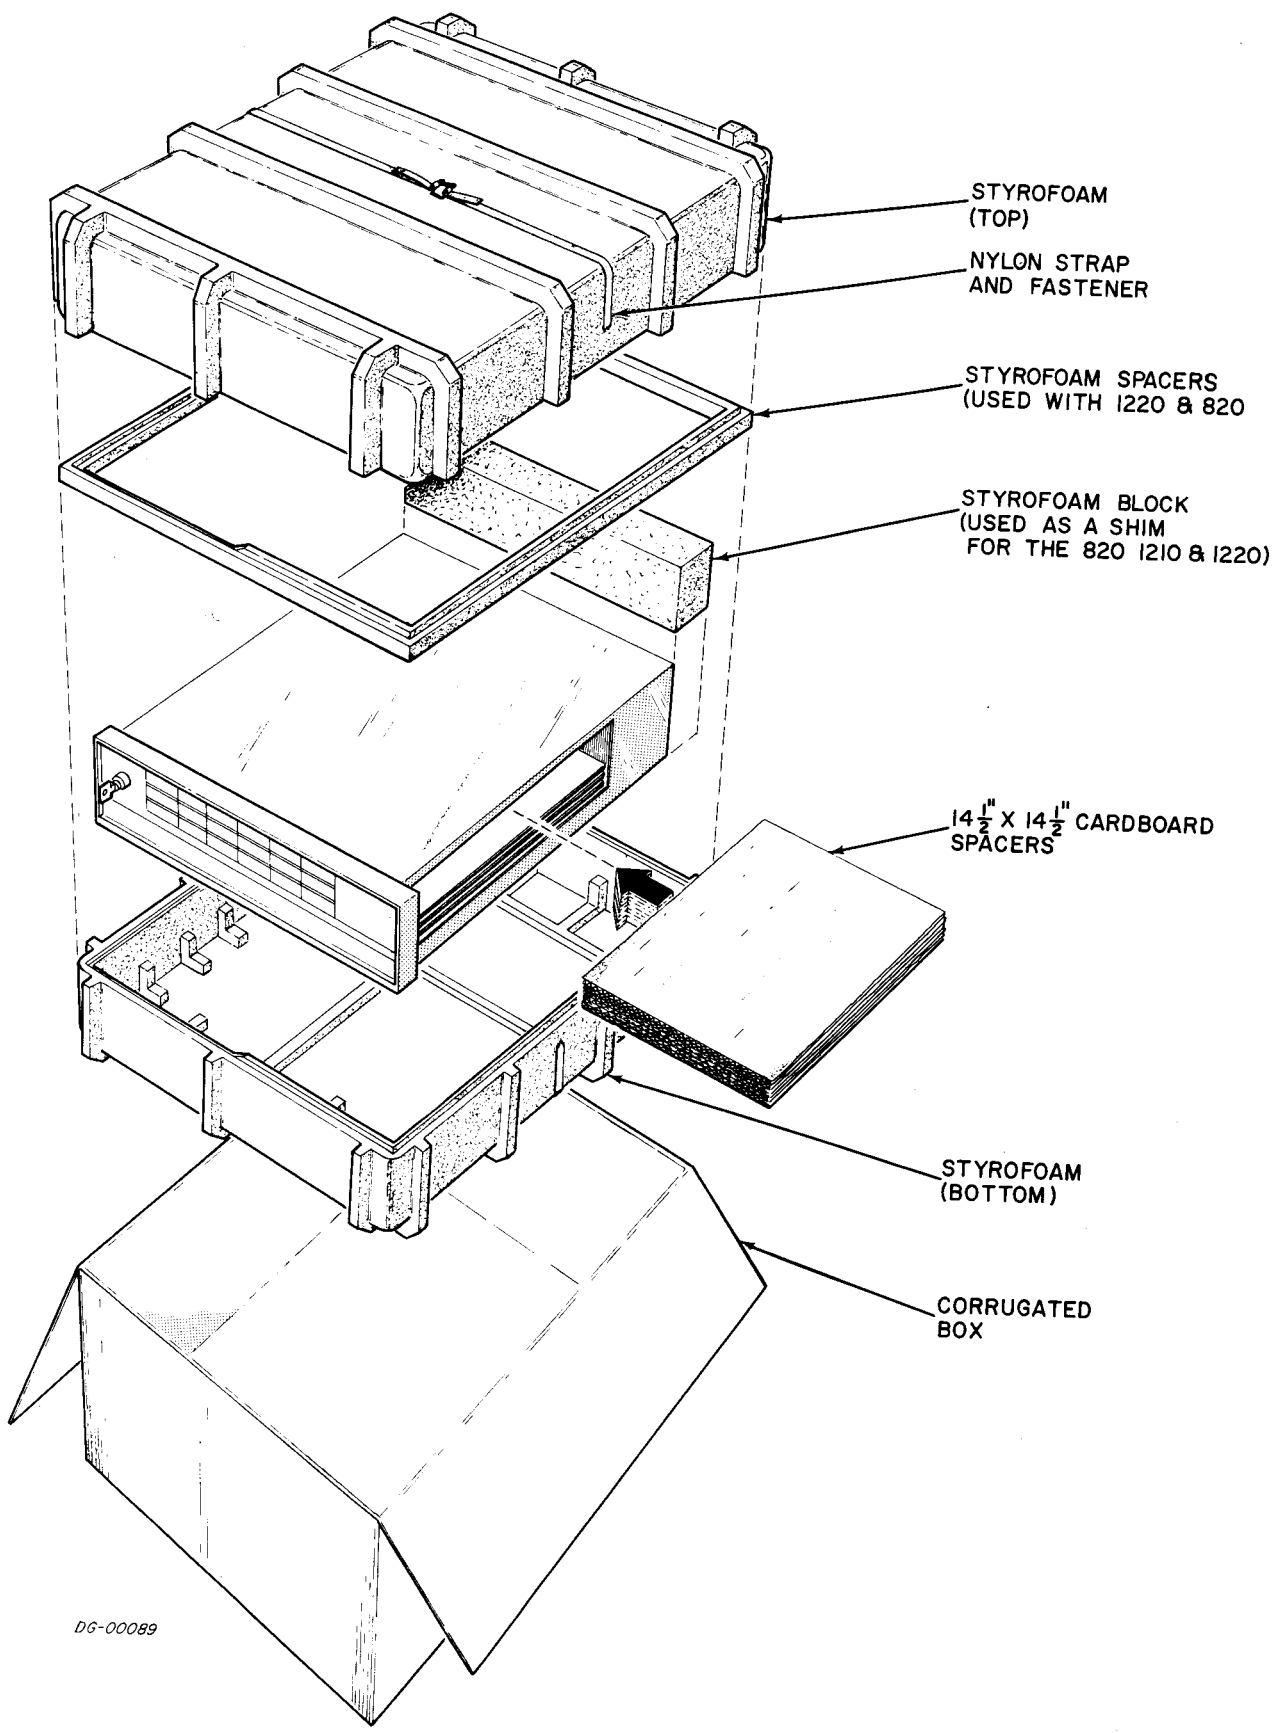 STYROFOAM
(TOP)
NYLON STRAP
AND FASTENER
STYROFOAM SPACERS
(USED WITH 1220 & 820
STYROFOAM BLOCK
(USED AS A SHIM
FOR THE 820 1210 & 1220)
14 1/2" X 14 1/2" CARDBOARD
SPACERS
STYROFOAM
(BOTTOM)
CORRUGATED
BOX
DG-00089